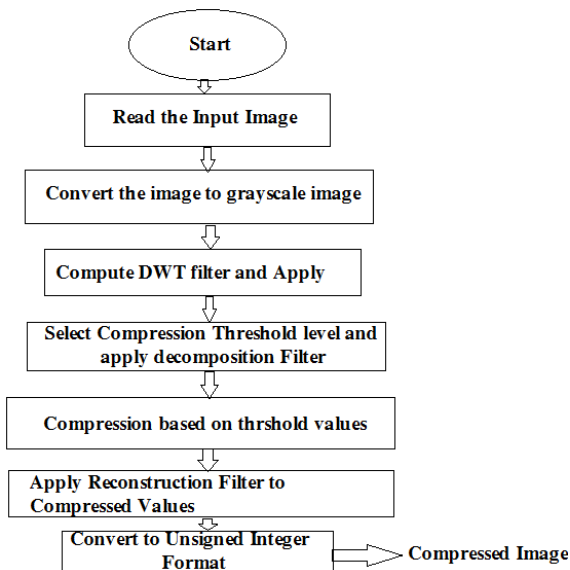 Start
Read the Input Image
Convert the image to grayscale image
Compute DWT filter and Apply
Select Compression Threshold level and
apply decomposition Filter
Compression based on thrshold values
Apply Reconstruction Filter to
Compressed Values
Convert to Unsigned Integer
Format
Compressed Image